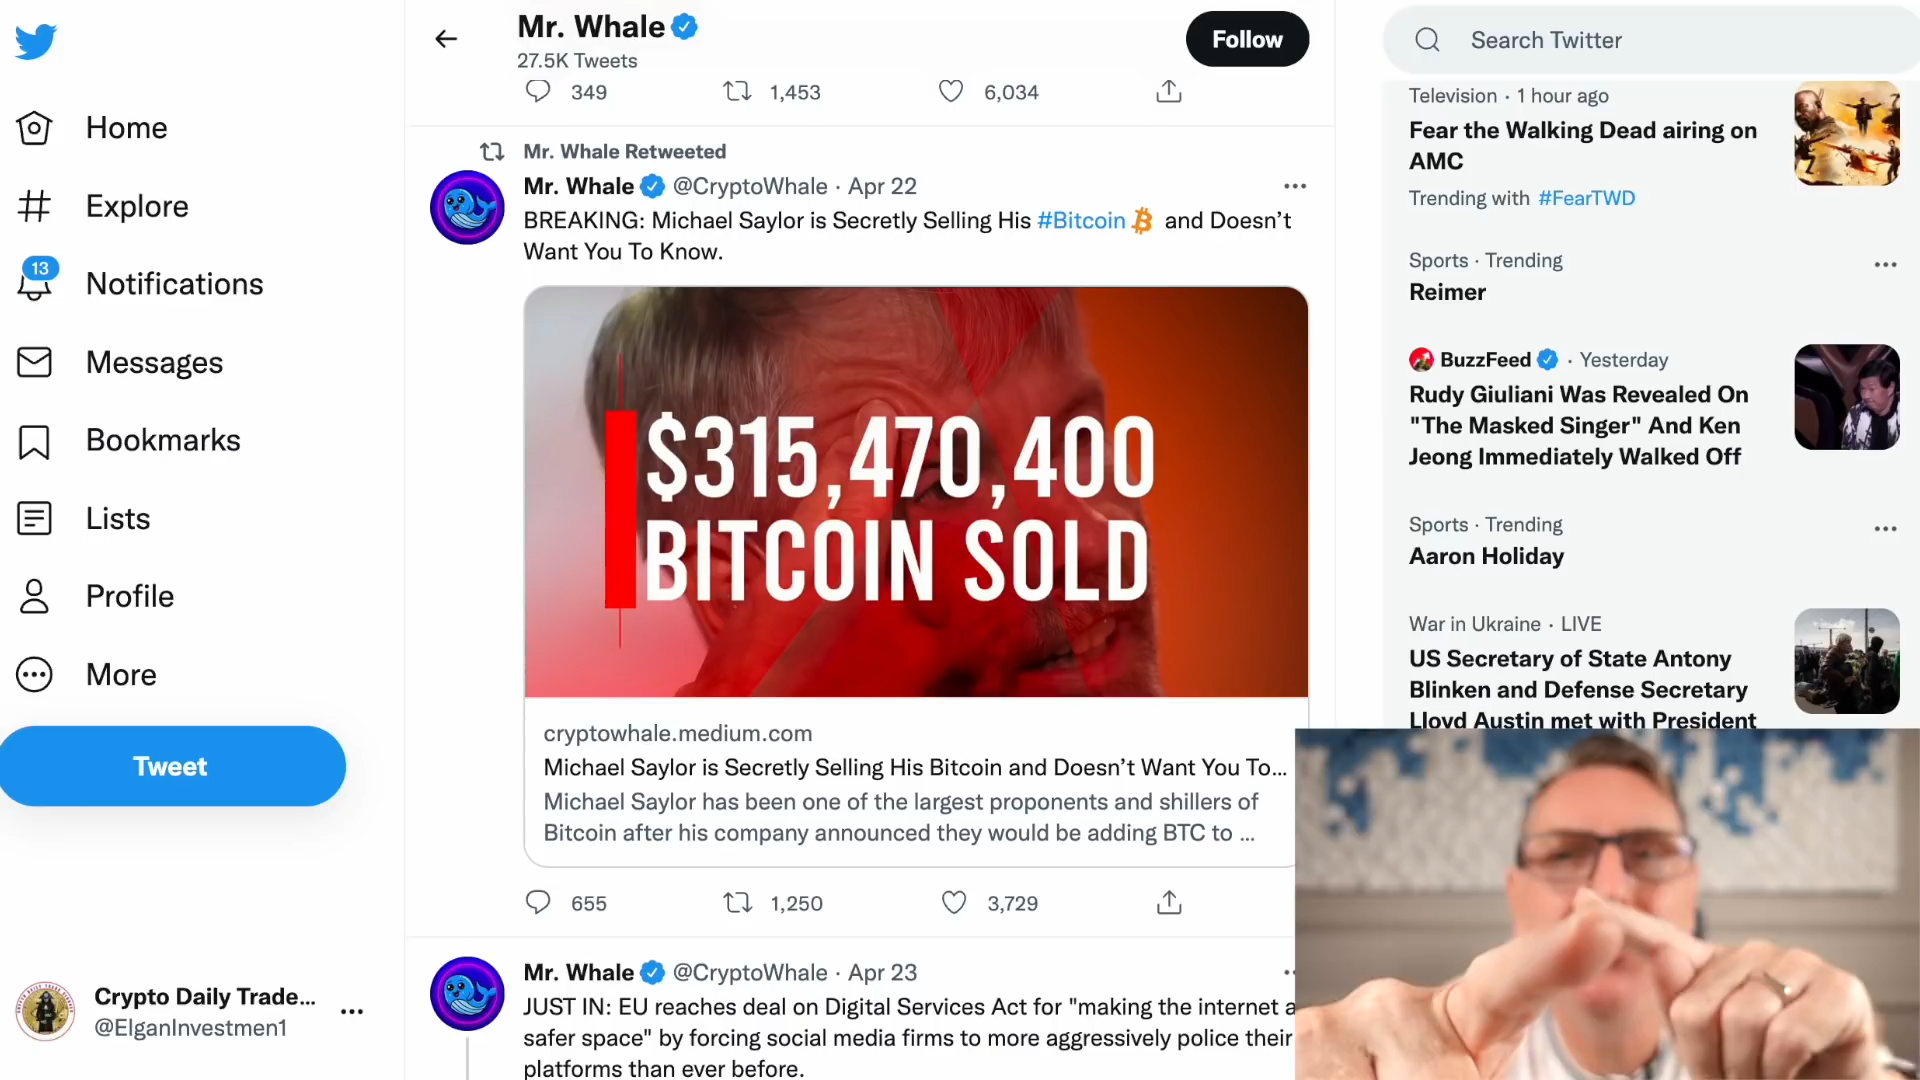 Home
Explore
13
Notifications
Messages
Bookmarks
Lists
Profile
More
Tweet
Crypto Daily Trade...
@ElganInvestmen1
Mr. Whale
27.5K Tweets
Follow
349 1,453 6,034
Mr. Whale Retweeted
Mr. Whale @CryptoWhale · Apr 22
BREAKING: Michael Saylor is Secretly Selling His #Bitcoin and Doesn’t
Want You To Know.
$315,470,400
BITCOIN SOLD
cryptowhale.medium.com
Michael Saylor is Secretly Selling His Bitcoin and Doesn’t Want You To...
Michael Saylor has been one of the largest proponents and shillers of
Bitcoin after his company announced they would be adding BTC to ...
655 1,250 3,729
Mr. Whale @CryptoWhale · Apr 23
JUST IN: EU reaches deal on Digital Services Act for "making the internet a
safer space" by forcing social media firms to more aggressively police their
platforms than ever before.
Search Twitter
Television · 1 hour ago
Fear the Walking Dead airing on
AMC
Trending with #FearTWD
Sports · Trending
Reimer
BuzzFeed · Yesterday
Rudy Giuliani Was Revealed On
"The Masked Singer" And Ken
Jeong Immediately Walked Off
Sports · Trending
Aaron Holiday
War in Ukraine · LIVE
US Secretary of State Antony
Blinken and Defense Secretary
Lloyd Austin met with President